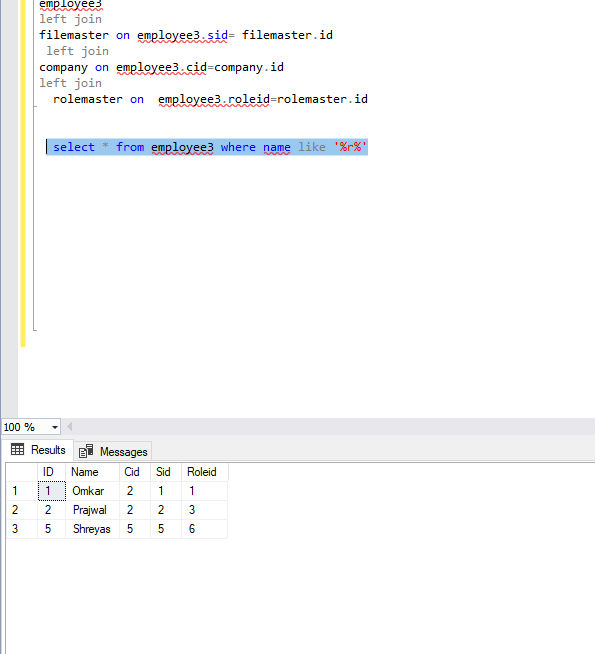 employee3
left join
filemaster on employee3.sid= filemaster.id
left join
company on employee3.cid=company.id
left join
rolemaster on  employee3.roleid=rolemaster.id
select * from employee3 where name like '%r%'
100 %
Results Messages
ID Name Cid Sid Roleid
1 1 Omkar 2 1 1
2 2 Prajwal 2 2 3
3 5 Shreyas 5 5 6